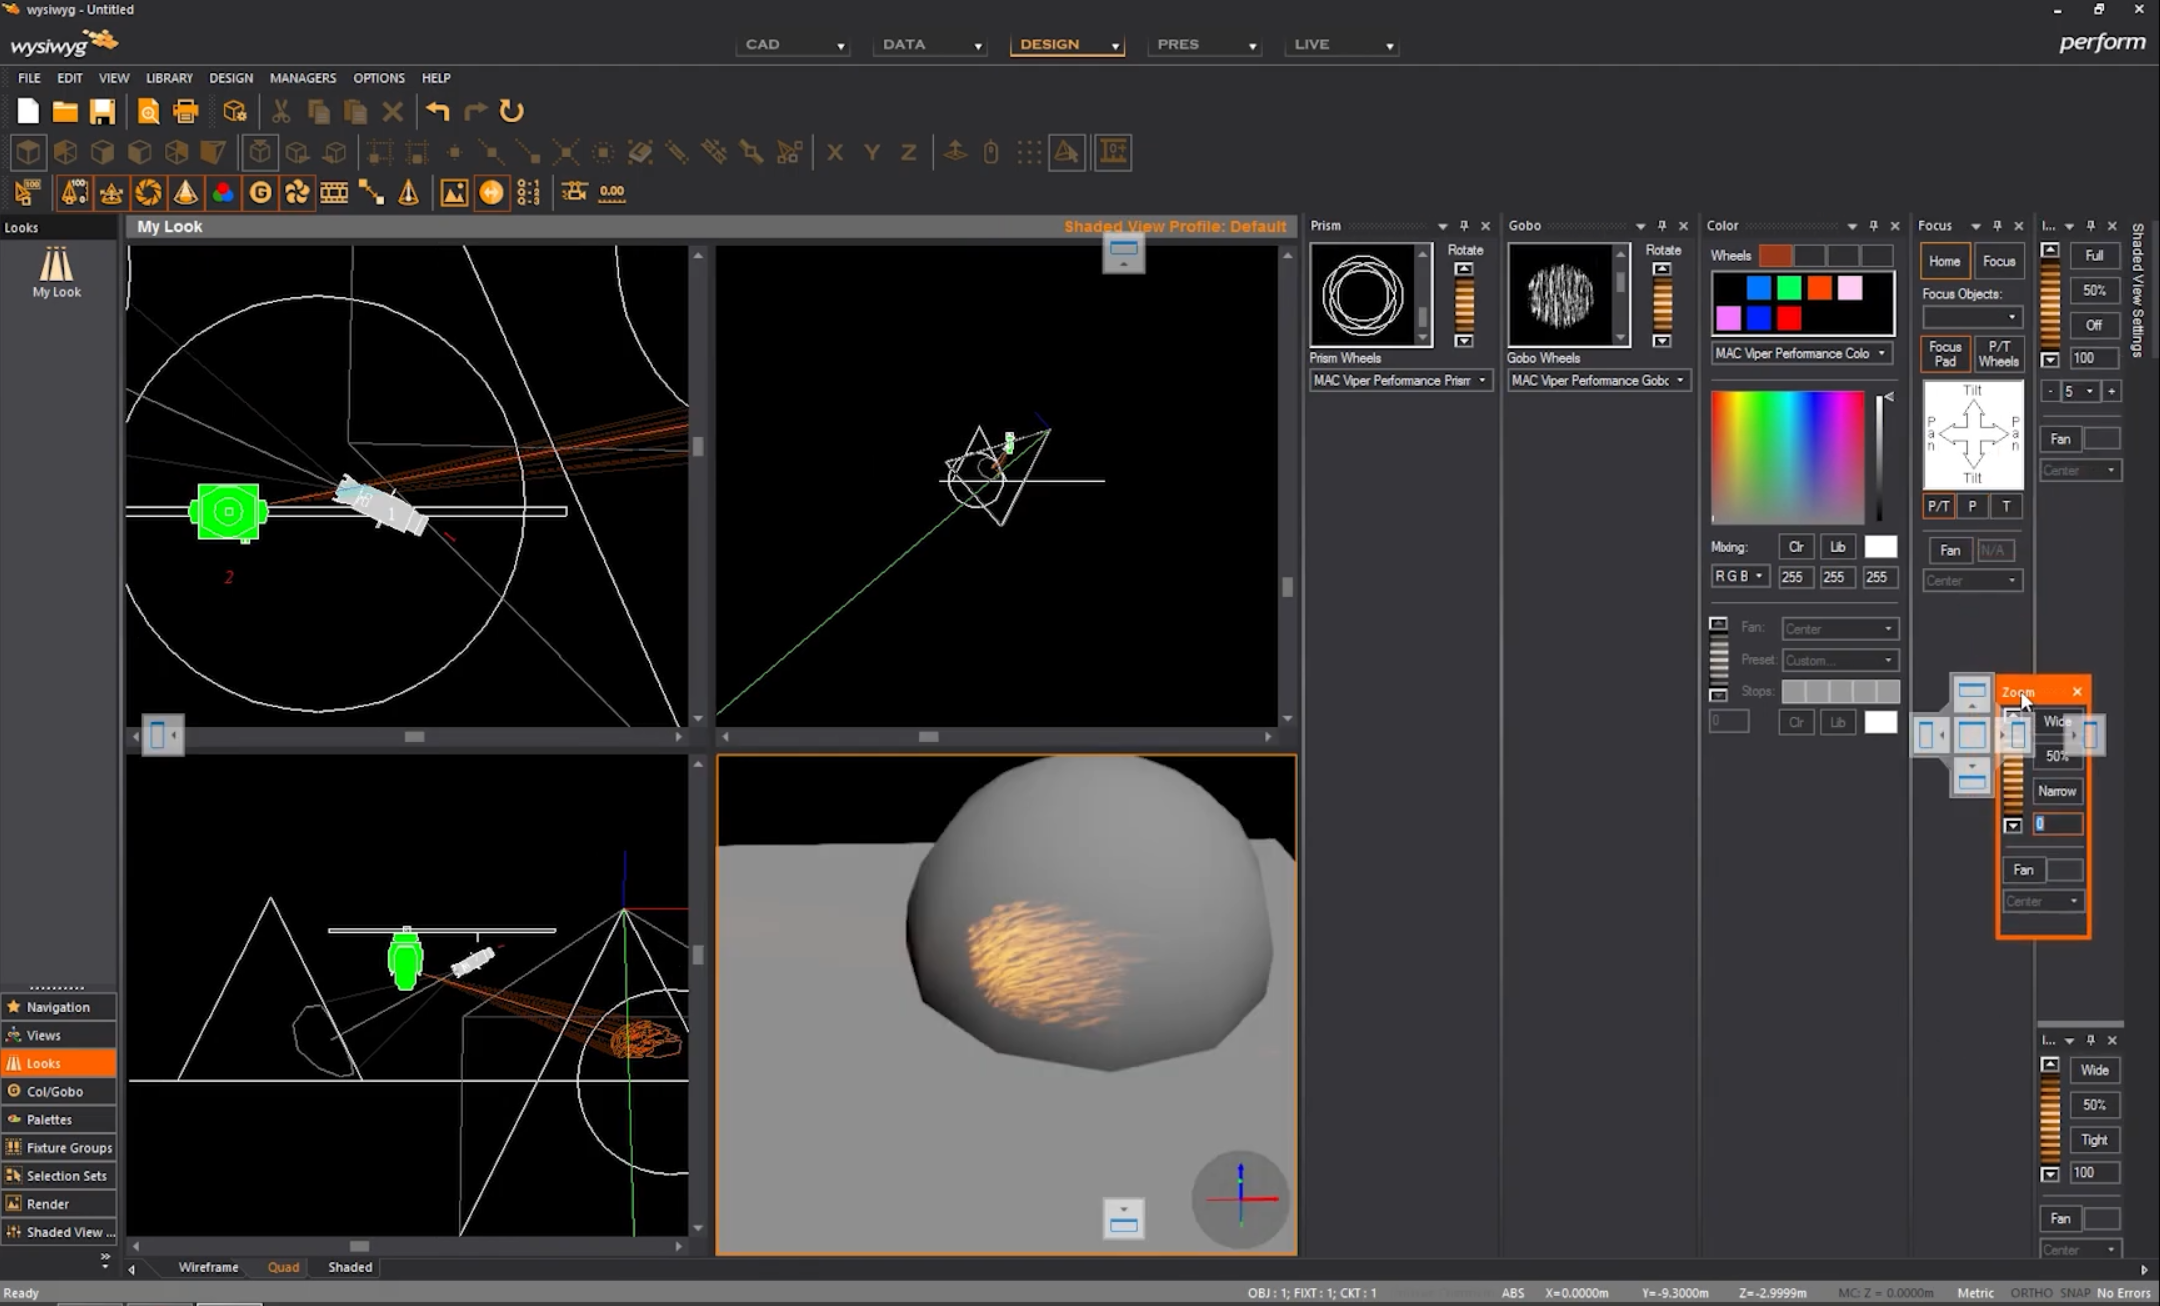 wysiwyg - Untitled
wysiwyg
CAD DATA DESIGN PRES LIVE
perform
FILE EDIT VIEW LIBRARY DESIGN MANAGERS OPTIONS HELP
X Y Z
G 0.00
Looks
My Look
My Look
Shaded View Profile: Default
2
1
Navigation
Views
Looks
Col/Gobo
Palettes
Fixture Groups
Selection Sets
Render
Shaded View ...
Wireframe Quad Shaded
Prism
Rotate
Prism Wheels
MAC Viper Performance Prisr
Gobo
Rotate
Gobo Wheels
MAC Viper Performance Gobc
Color
Wheels
MAC Viper Performance Colo
Mixing: Clr Lib
R G B 255 255 255
Fan: Center
Preset: Custom...
Stops:
0 Clr Lib
Focus
Home Focus
Focus Objects:
Focus Pad P/T Wheels
Tilt
Pan Pan
Tilt
P/T P T
Fan N/A
Center
I...
Full
50%
Off
100
- 5 +
Fan
Center
Shaded View Settings
Zoom
Wide
50%
Narrow
0
Fan
Center
I...
Wide
50%
Tight
100
Fan
Center
Ready
OBJ : 1; FIXT : 1; CKT : 1 ABS X=0.0000m Y=-9.3000m Z=-2.9999m MC: Z = 0.0000m Metric ORTHO SNAP No Errors